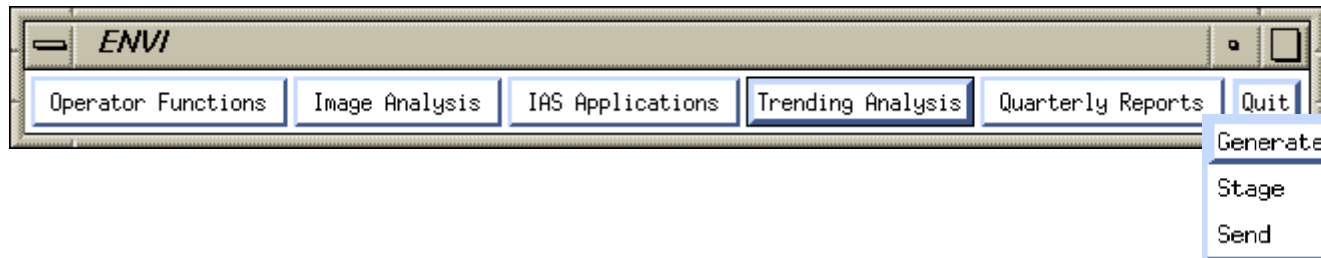 ENVI
Operator Functions Image Analysis IAS Applications Trending Analysis Quarterly Reports Quit
Generate
Stage
Send